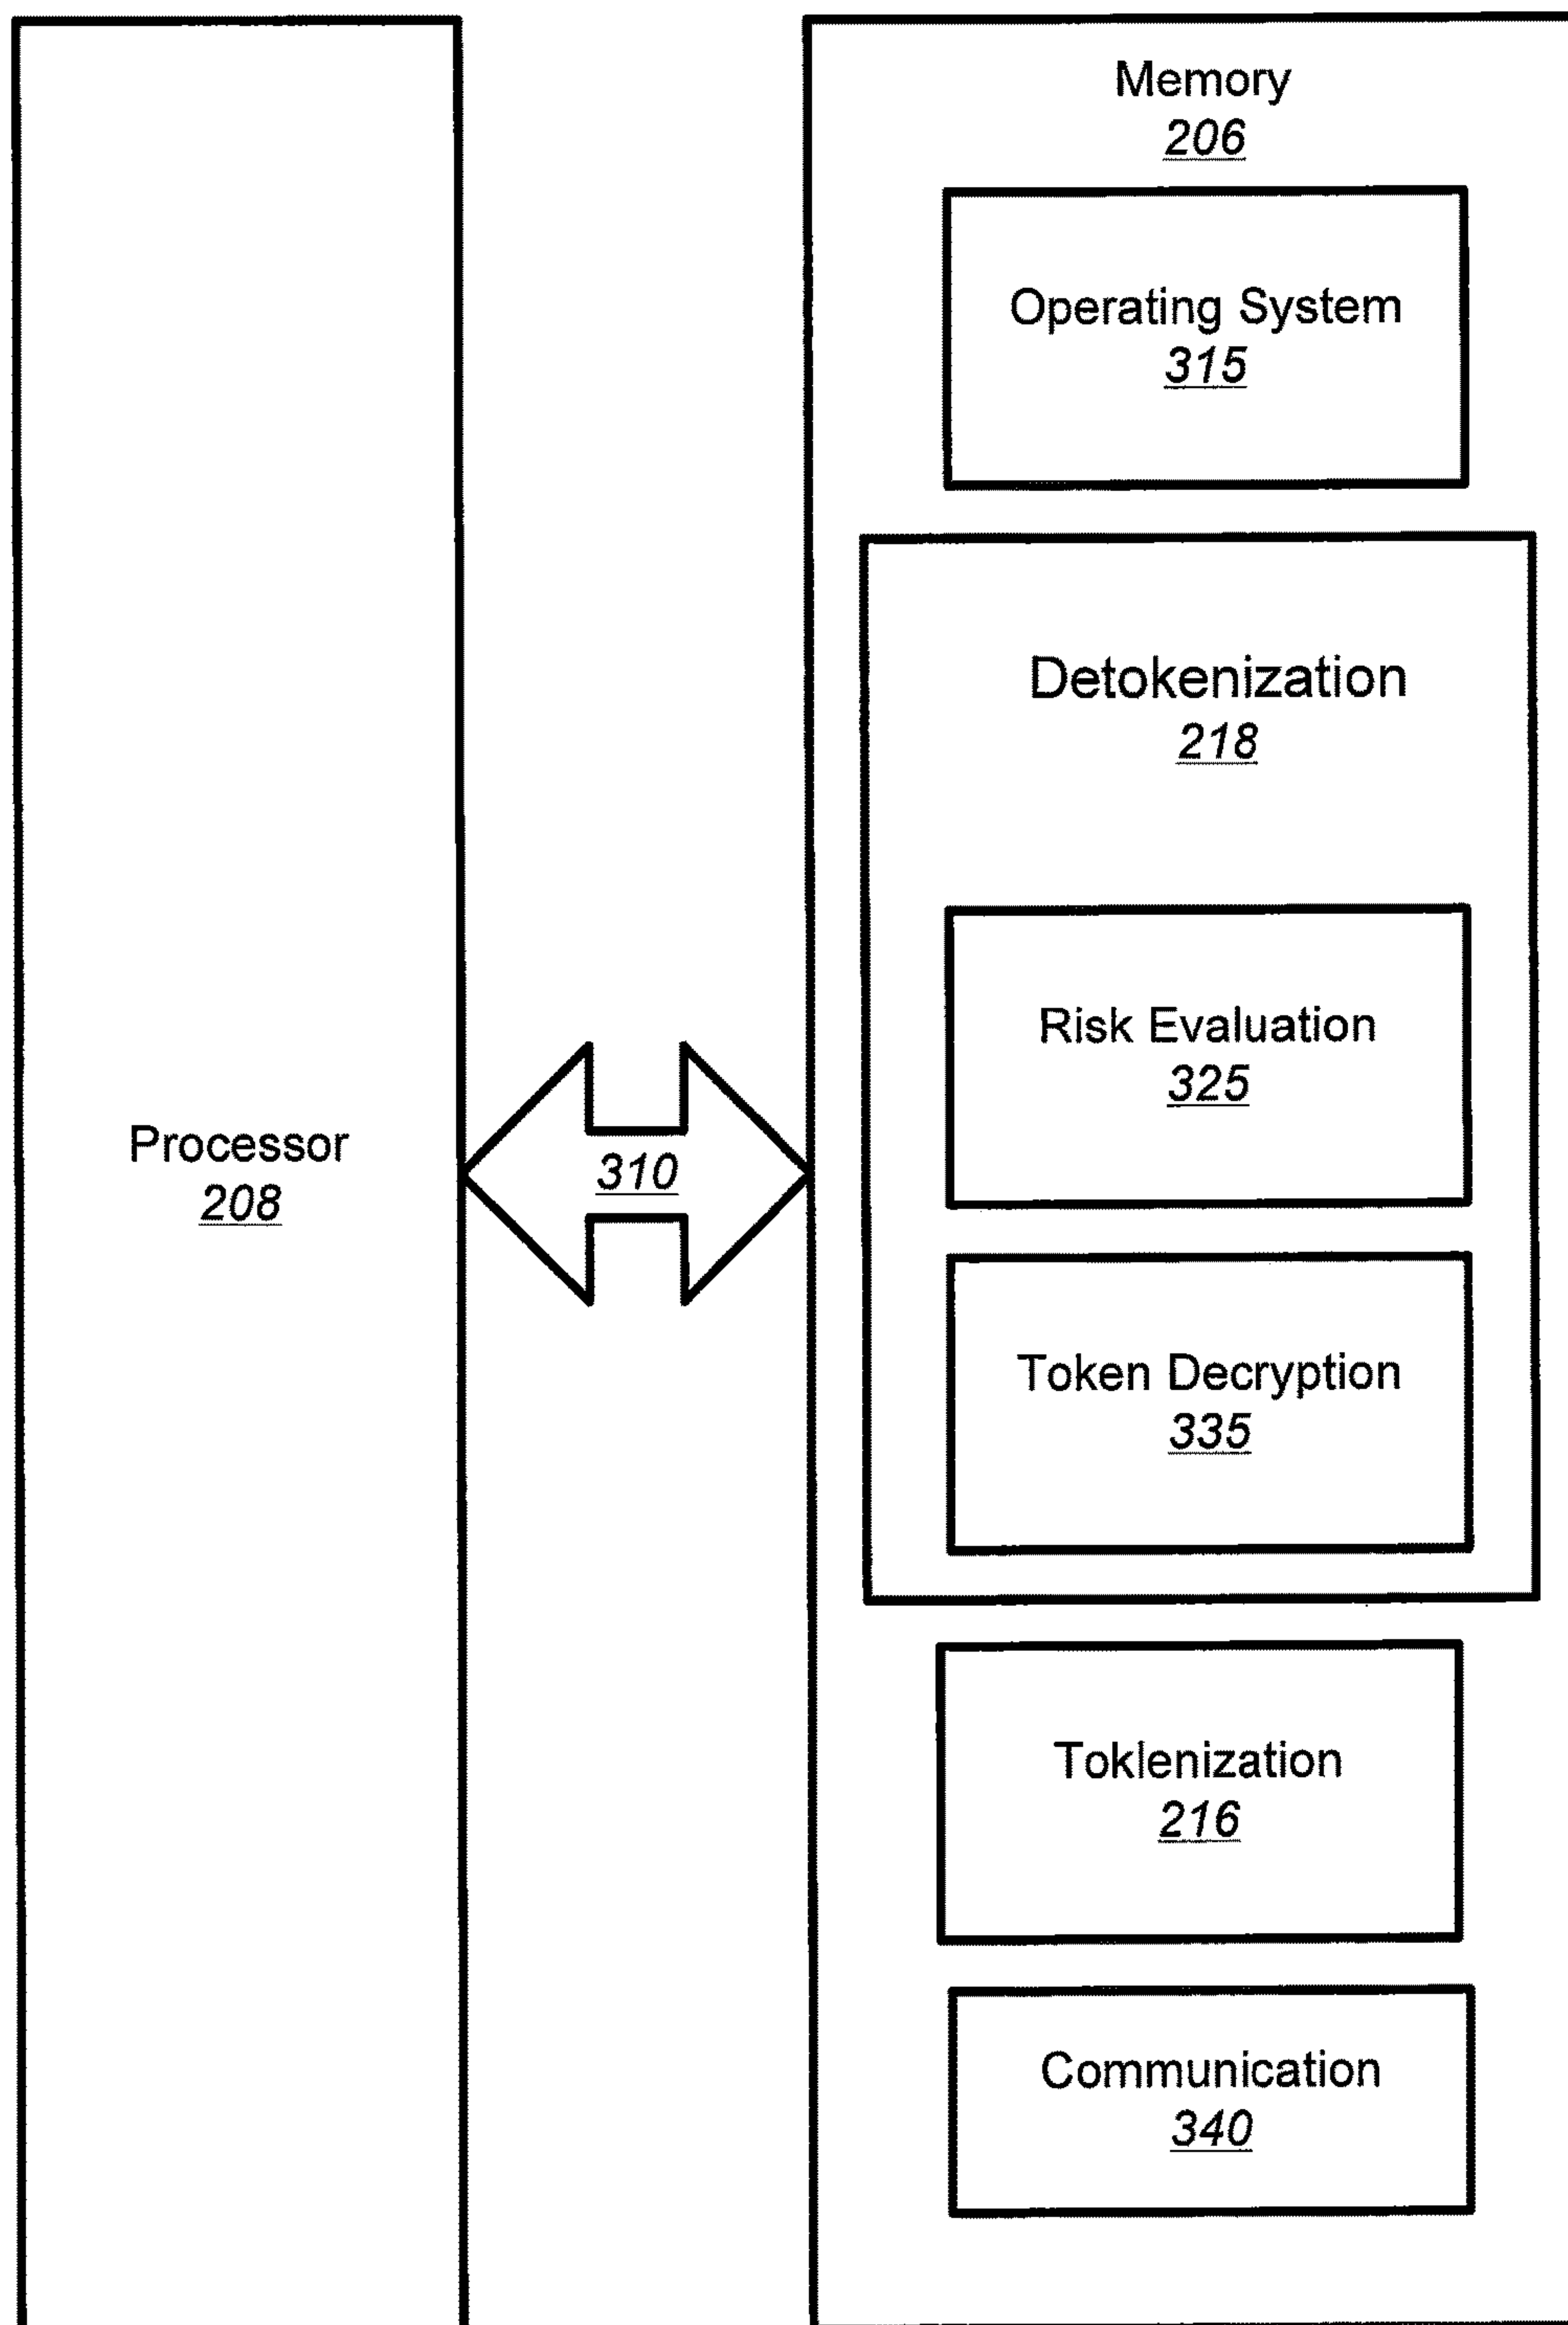 Memory
206
Operating System
315
Detokenization
218
Risk Evaluation
325
Processor
208
310
Token Decryption
335
Toklenization
216
Communication
340